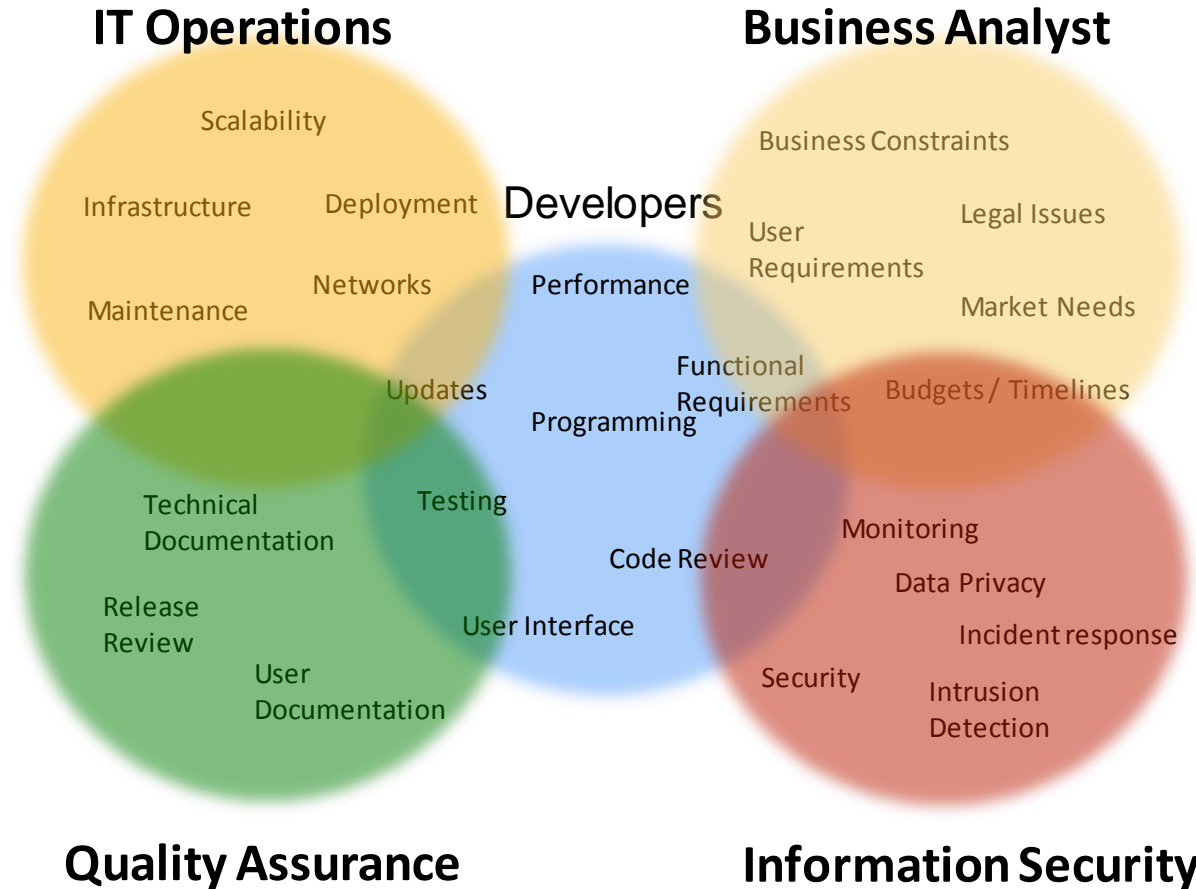 IT Operations
Business Analyst
Scalability
Business Constraints
Infrastructure
Deployment
Developers
Legal Issues
User
Requirements
Networks
Performance
Market Needs
Maintenance
Updates
Functional
Requirements
Budgets / Timelines
Programming
Technical
Documentation
Testing
Monitoring
Code Review
Data Privacy
Release
Review
User Interface
Incident response
User
Documentation
Security
Intrusion
Detection
Quality Assurance
Information Security